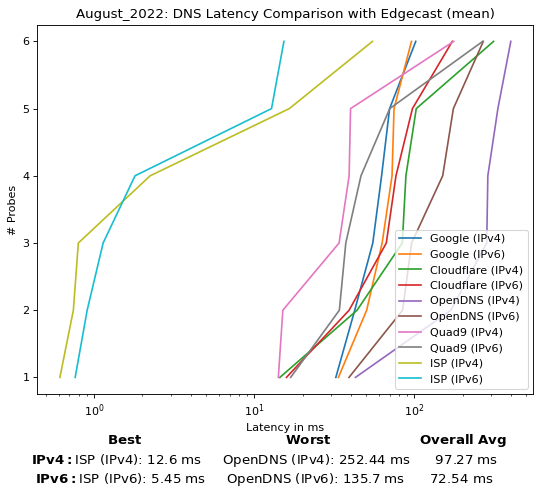 August_2022: DNS Latency Comparison with Edgecast (mean)
# Probes
6
5
4
3
2
1
Google (IPv4)
Google (IPv6)
Cloudflare (IPv4)
Cloudflare (IPv6)
OpenDNS (IPv4)
OpenDNS (IPv6)
Quad9 (IPv4)
Quad9 (IPv6)
ISP (IPv4)
ISP (IPv6)
10⁰ 10¹ 10²
Latency in ms
Best Worst Overall Avg
IPv4: ISP (IPv4): 12.6 ms OpenDNS (IPv4): 252.44 ms 97.27 ms
IPv6: ISP (IPv6): 5.45 ms OpenDNS (IPv6): 135.7 ms 72.54 ms